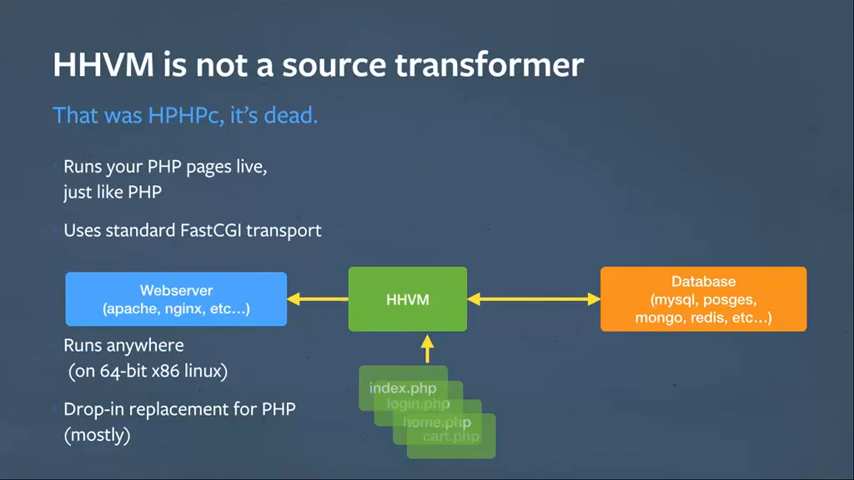 HHVM is not a source transformer
That was HPHPc, it's dead.
Runs your PHP pages live,
just like PHP
Uses standard FastCGI transport
Webserver
(apache, nginx, etc...)
HHVM
Database
(mysql, posges,
mongo, redis, etc...)
Runs anywhere
(on 64-bit x86 linux)
Drop-in replacement for PHP
(mostly)
index.php
login.php
home.php
cart.php